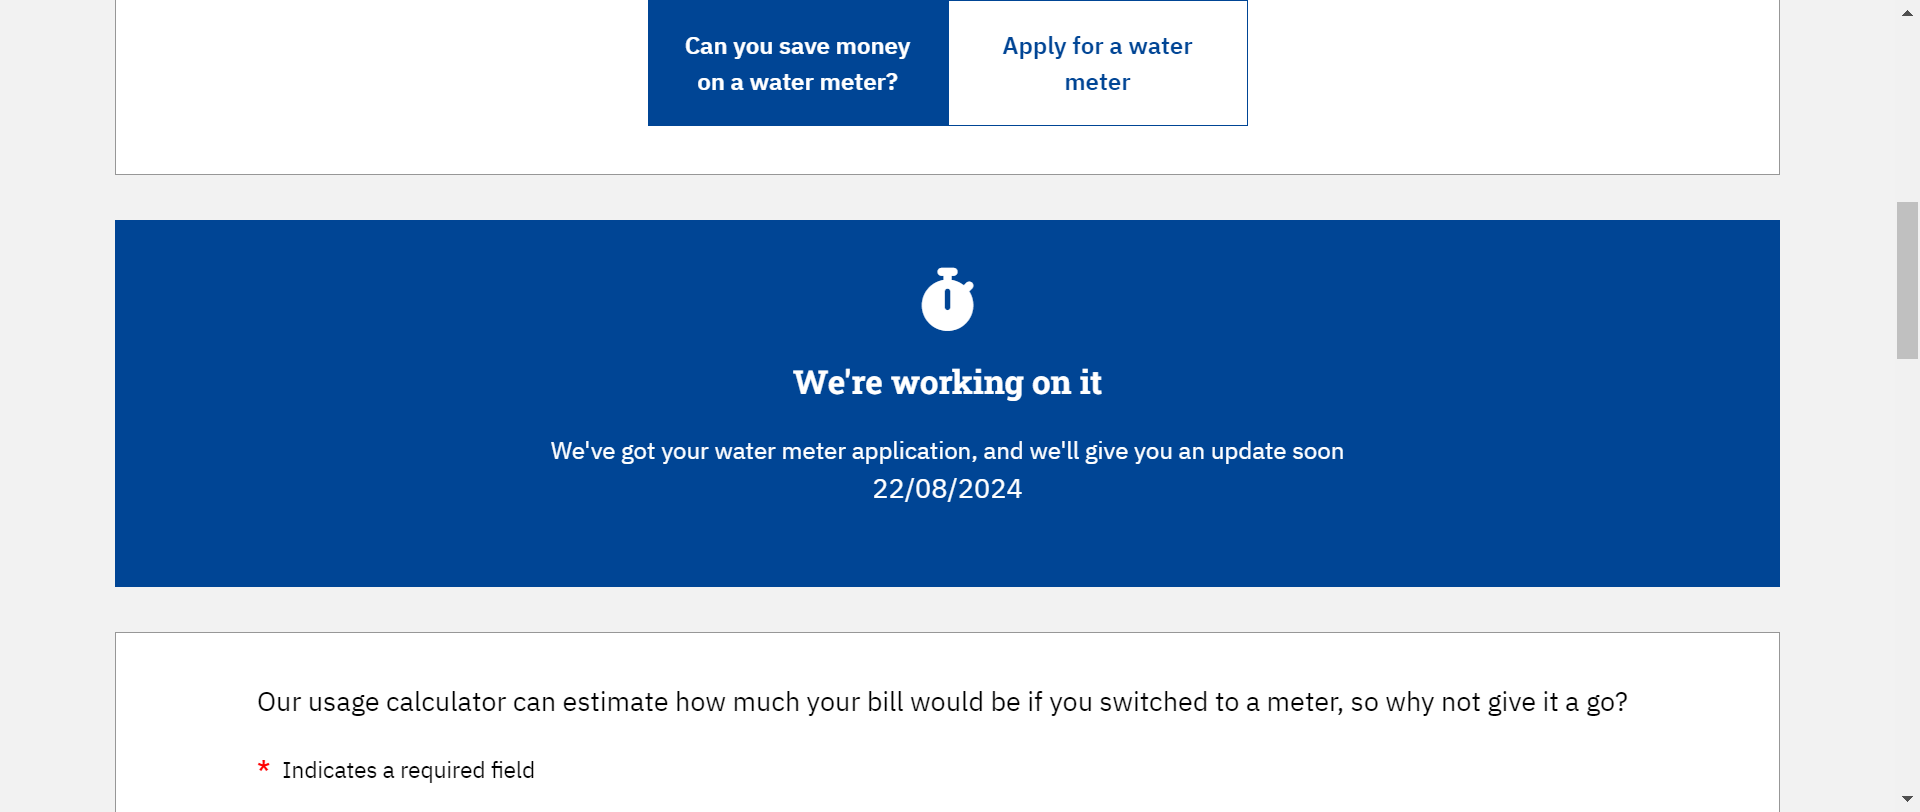 Can you save money
on a water meter?
Apply for a water
meter
We're working on it
We've got your water meter application, and we'll give you an update soon
22/08/2024
Our usage calculator can estimate how much your bill would be if you switched to a meter, so why not give it a go?
* Indicates a required field